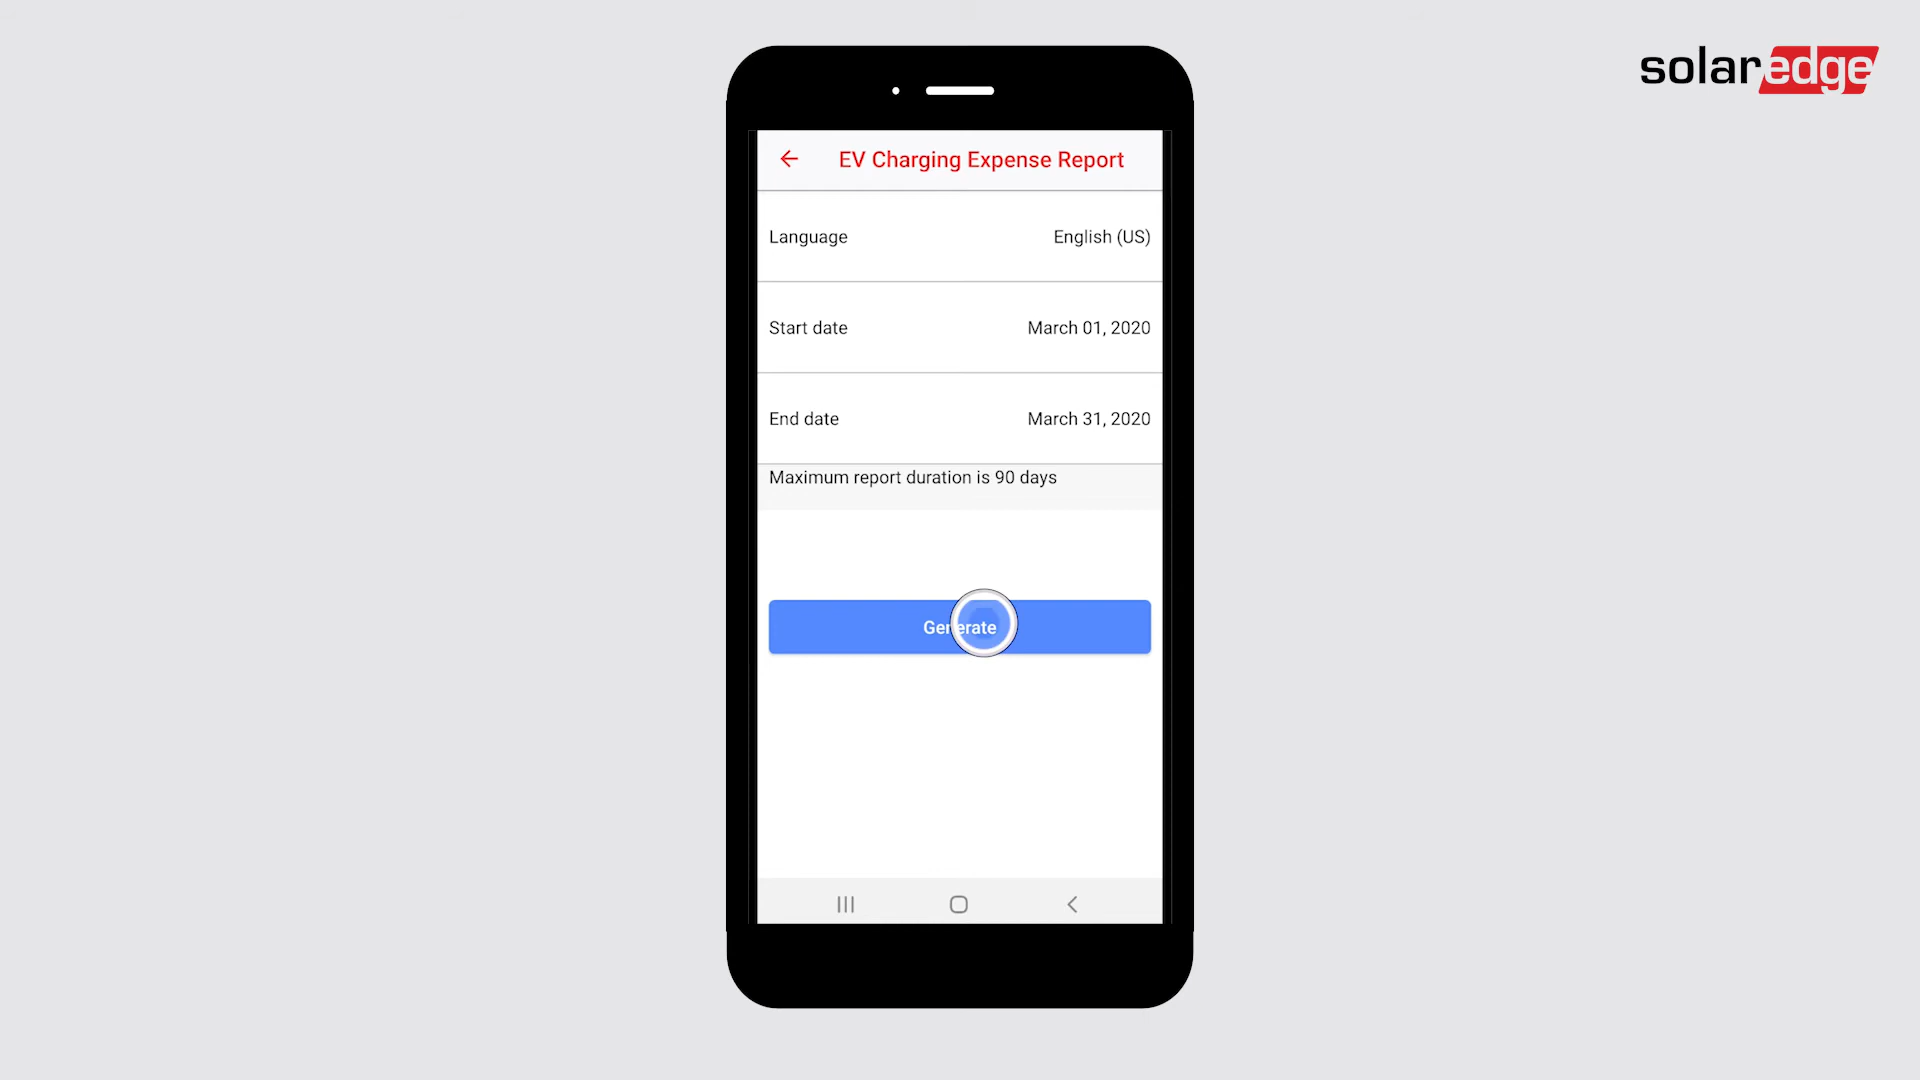 solaredge
EV Charging Expense Report
Language English (US)
Start date March 01, 2020
End date March 31, 2020
Maximum report duration is 90 days
Generate